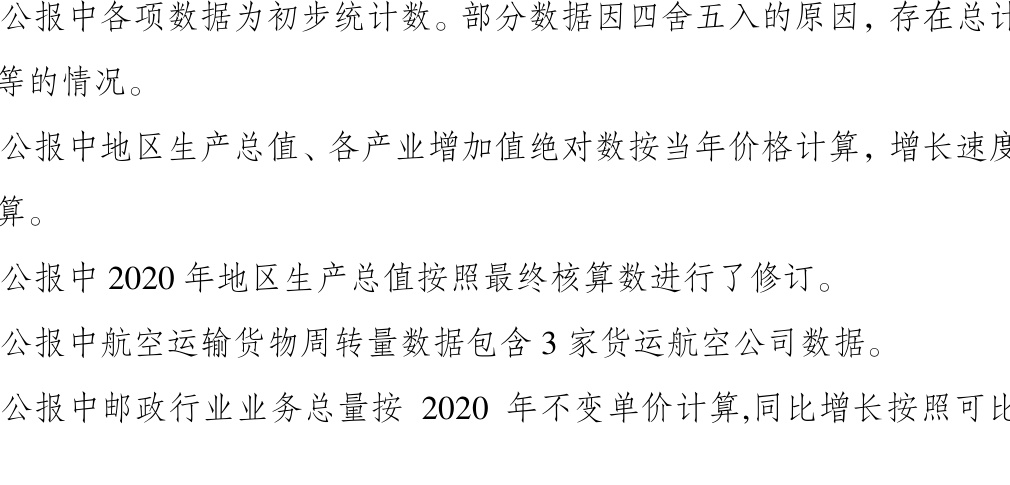 公报中各项数据为初步统计数。部分数据因四舍五入的原因，存在总计
等的情况。
公报中地区生产总值、各产业增加值绝对数按当年价格计算，增长速度
算。
公报中 2020 年地区生产总值按照最终核算数进行了修订。
公报中航空运输货物周转量数据包含 3 家货运航空公司数据。
公报中邮政行业业务总量按 2020 年不变单价计算,同比增长按照可比